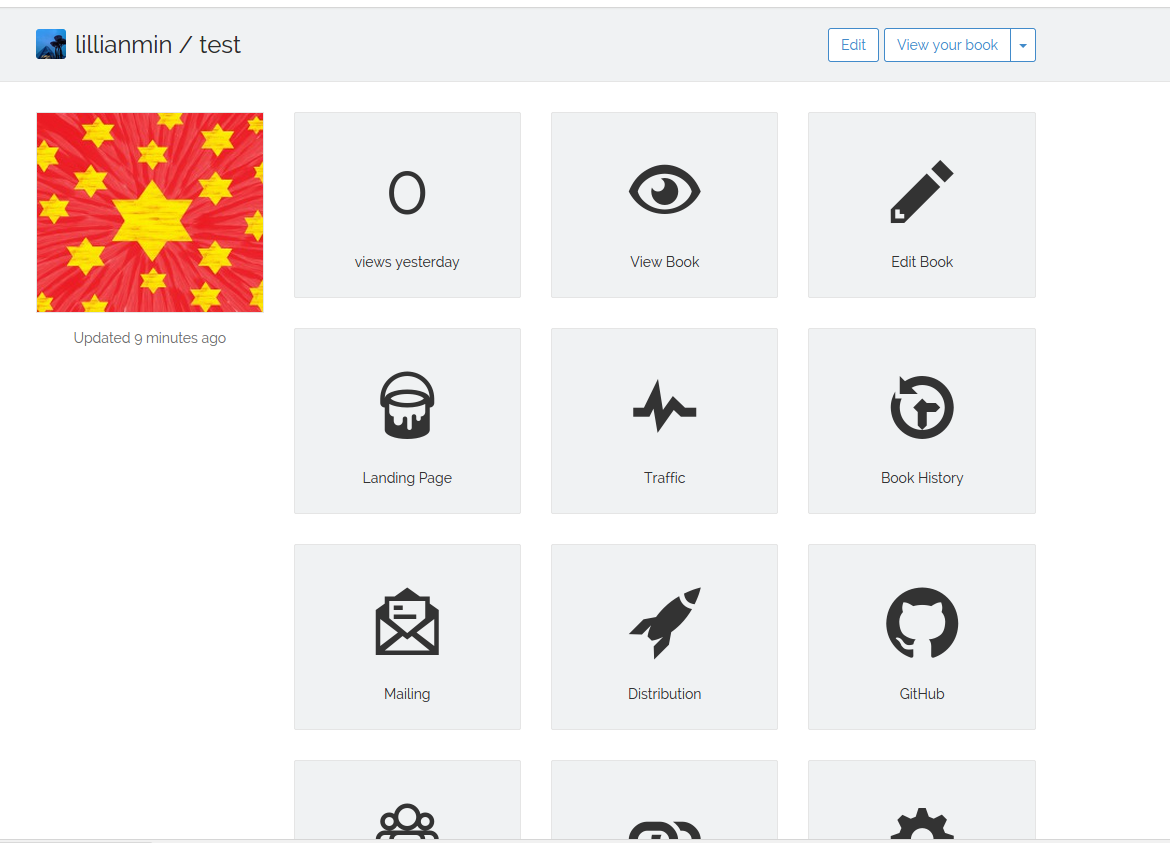 lillianmin / test
Edit
View your book
Updated 9 minutes ago
0
views yesterday
View Book
Edit Book
Landing Page
Traffic
Book History
Mailing
Distribution
GitHub